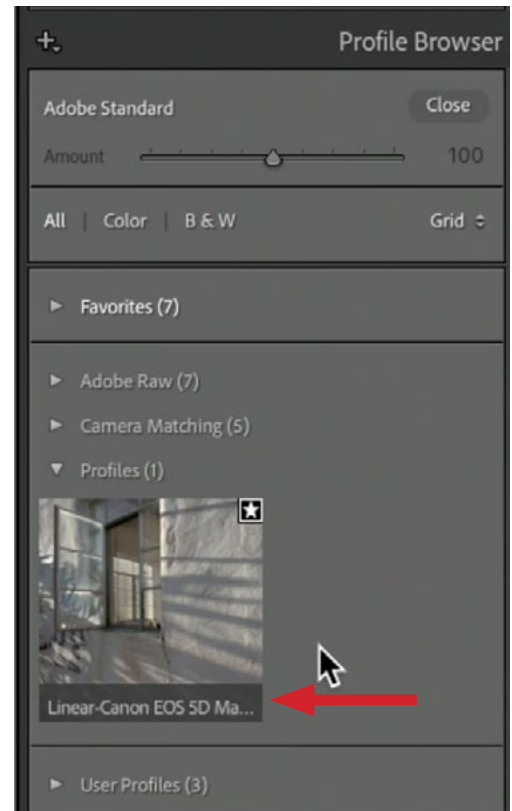 Profile Browser
Adobe Standard Close
Amount 100
All | Color | B & W Grid
Favorites (7)
Adobe Raw (7)
Camera Matching (5)
Profiles (1)
Linear-Canon EOS 5D Ma...
User Profiles (3)